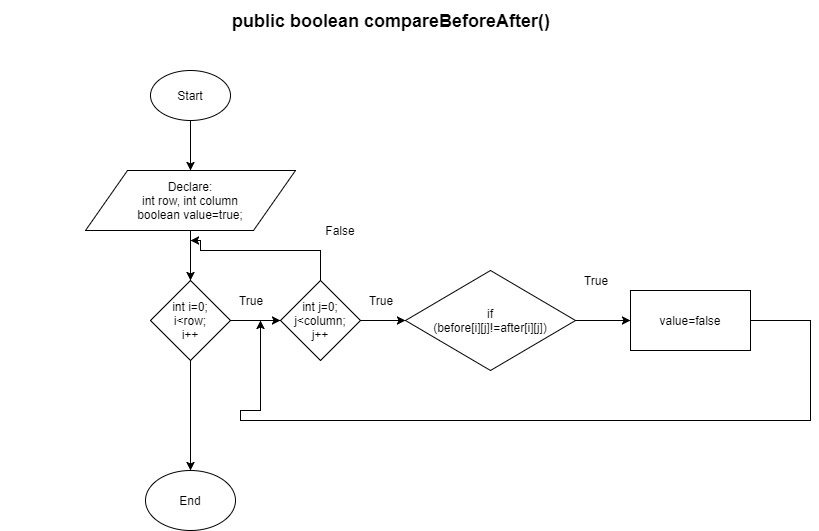 public boolean compareBeforeAfter()
Start
Declare:
int row, int column
boolean value=true;
False
int i=0;
i<row;
i++
True
int j=0;
j<column;
j++
True
if
(before[i][j]!=after[i][j])
True
value=false
End